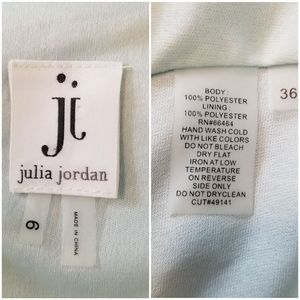 jj
julia jordan
6
MADE IN CHINA
BODY:
100% POLYESTER
LINING:
100% POLYESTER
RN#66464
HAND WASH COLD
WITH LIKE COLORS
DO NOT BLEACH
DRY FLAT
IRON AT LOW
TEMPERATURE
ON REVERSE
SIDE ONLY
DO NOT DRYCLEAN
CUT#49141
36